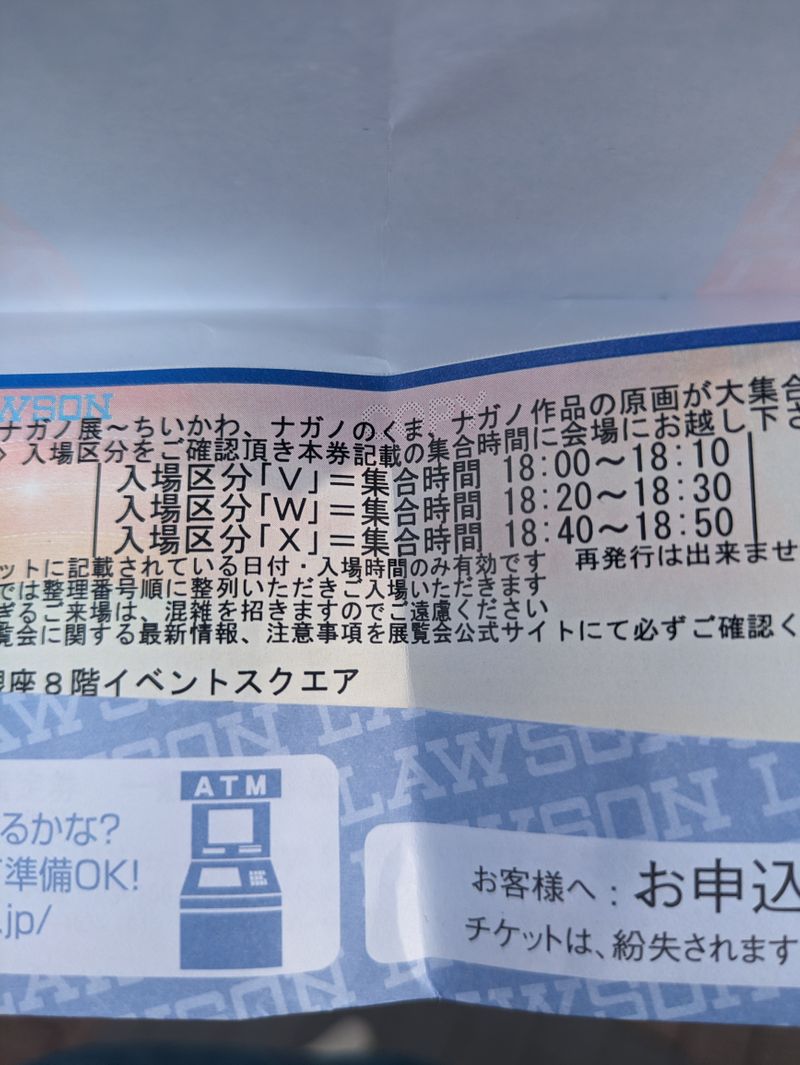 LAWSON
COPY
ナガノ展～ちいかわ、ナガノのくま、ナガノ作品の原画が大集合
入場区分をご確認頂き本券記載の集合時間に会場にお越し下さ
入場区分「V」＝集合時間 18:00～18:10
入場区分「W」＝集合時間 18:20～18:30
入場区分「X」＝集合時間 18:40～18:50
ットに記載されている日付・入場時間のみ有効です 再発行は出来ませ
では整理番号順に整列いただきご入場いただきます
ぎるご来場は、混雑を招きますのでご遠慮ください
覧会に関する最新情報、注意事項を展覧会公式サイトにて必ずご確認く
銀座8階イベントスクエア
LAWSON LAWSON
LAWSON LAWSON
ATM
るかな?
準備OK!
.jp/
お客様へ：お申込
チケットは、紛失されます
LAWSON LAWSON